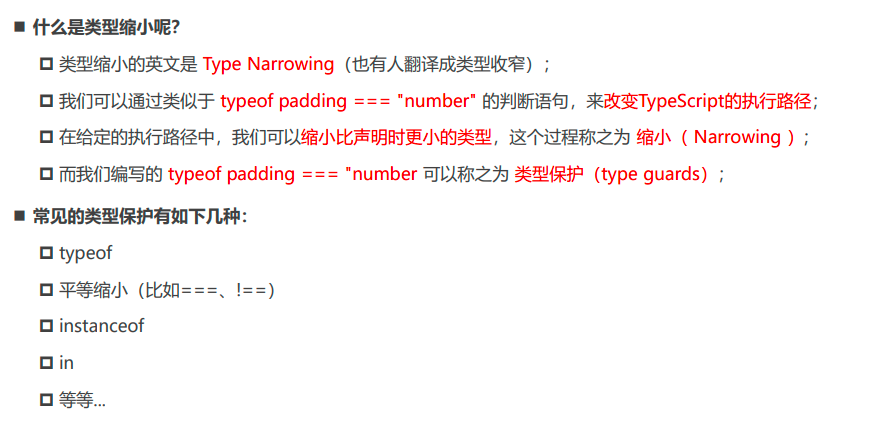 什么是类型缩小呢？
类型缩小的英文是 Type Narrowing（也有人翻译成类型收窄）；
我们可以通过类似于 typeof padding === "number" 的判断语句，来改变TypeScript的执行路径；
在给定的执行路径中，我们可以缩小比声明时更小的类型，这个过程称之为 缩小（ Narrowing ）；
而我们编写的 typeof padding === "number 可以称之为 类型保护（type guards）；
常见的类型保护有如下几种：
typeof
平等缩小（比如===、!==）
instanceof
in
等等...